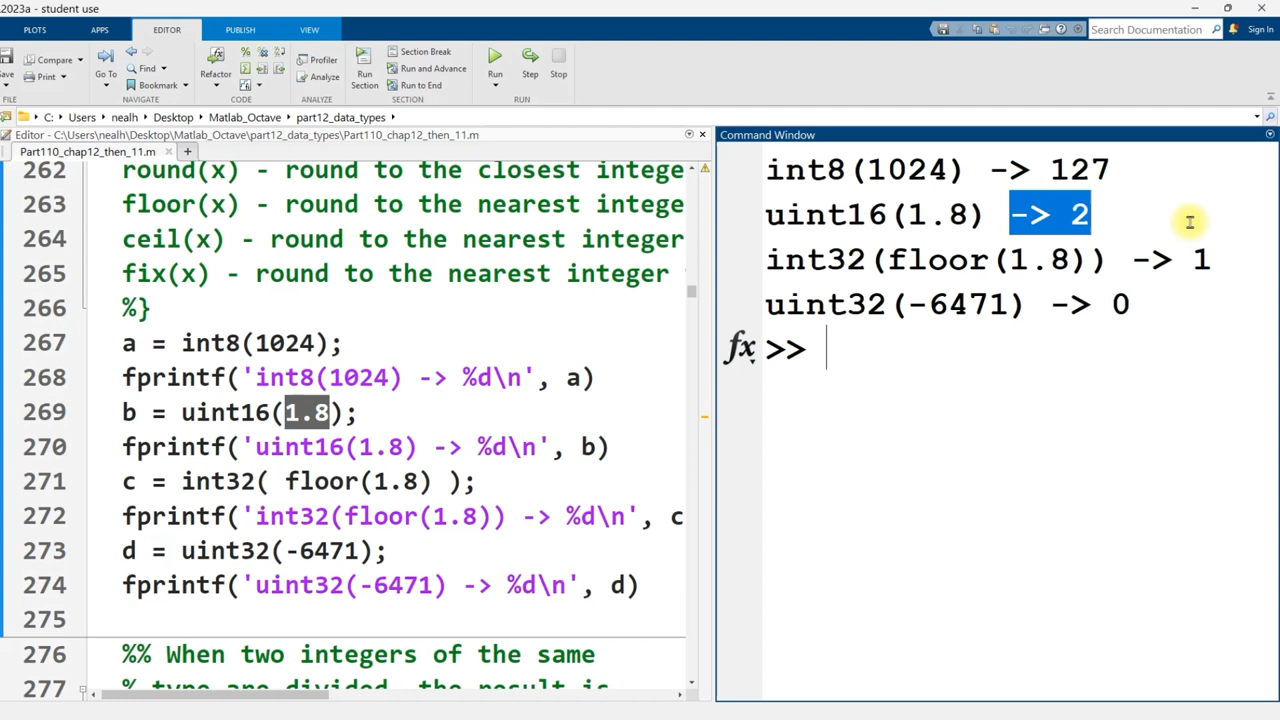 2023a - student use
PLOTS APPS EDITOR PUBLISH VIEW
Search Documentation Sign In
Compare
Print
FILE
Go To
Find
Bookmark
NAVIGATE
Refactor
CODE
Profiler
Analyze
ANALYZE
Run
Section
Section Break
Run and Advance
Run to End
SECTION
Run Step Stop
RUN
C: Users nealh Desktop Matlab_Octave part12_data_types
Editor - C:\Users\nealh\Desktop\Matlab_Octave\part12_data_types\Part110_chap12_then_11.m
Part110_chap12_then_11.m
262 round(x) - round to the closest intege
263 floor(x) - round to the nearest integer
264 ceil(x) - round to the nearest integer
265 fix(x) - round to the nearest integer
266 %}
267 a = int8(1024);
268 fprintf('int8(1024) -> %d\n', a)
269 b = uint16(1.8);
270 fprintf('uint16(1.8) -> %d\n', b)
271 c = int32( floor(1.8) );
272 fprintf('int32(floor(1.8)) -> %d\n', c
273 d = uint32(-6471);
274 fprintf('uint32(-6471) -> %d\n', d)
275
276 %% When two integers of the same
277 % type are divided, the result is
Command Window
int8(1024) -> 127
uint16(1.8) -> 2
int32(floor(1.8)) -> 1
uint32(-6471) -> 0
fx >>